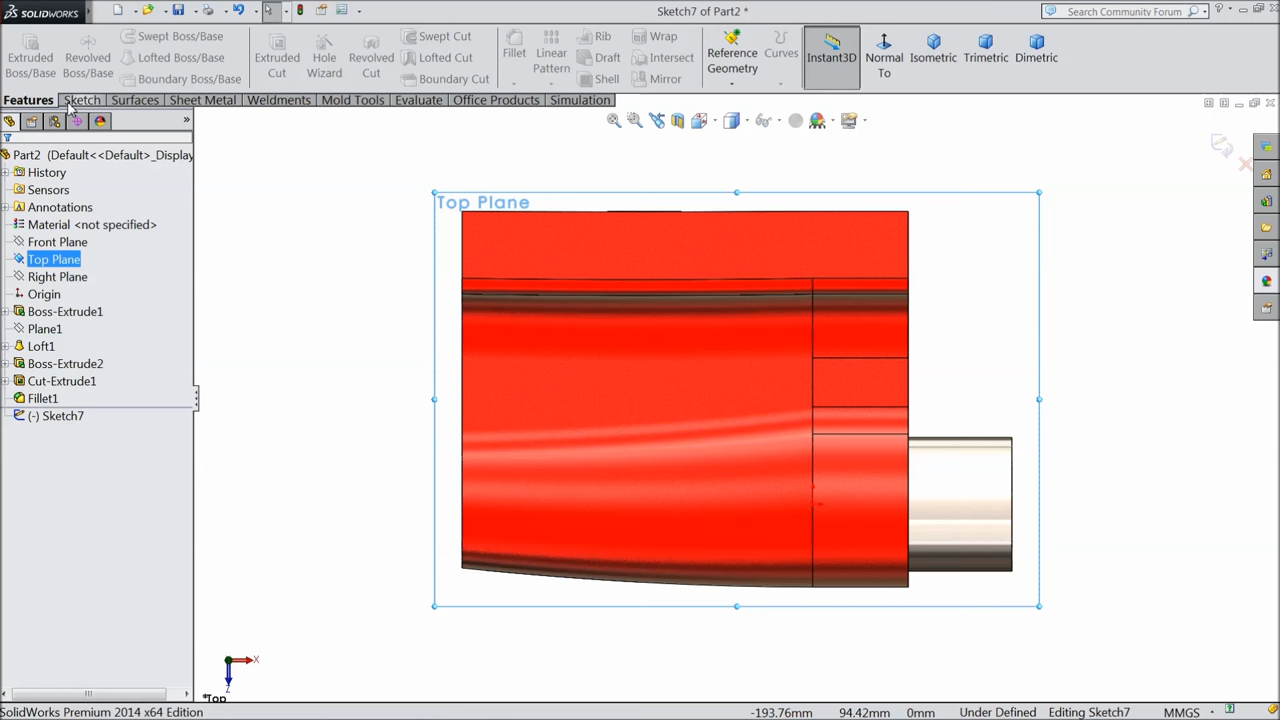 SOLIDWORKS
Sketch7 of Part2 *
Search Community Forum
Extruded Boss/Base
Revolved Boss/Base
Swept Boss/Base
Lofted Boss/Base
Boundary Boss/Base
Extruded Cut
Hole Wizard
Revolved Cut
Swept Cut
Lofted Cut
Boundary Cut
Fillet
Linear Pattern
Rib
Draft
Shell
Wrap
Intersect
Mirror
Reference Geometry
Curves
Instant3D
Normal To
Isometric
Trimetric
Dimetric
Features Sketch Surfaces Sheet Metal Weldments Mold Tools Evaluate Office Products Simulation
Part2 (Default<<Default>_Display
History
Sensors
Annotations
Material <not specified>
Front Plane
Top Plane
Right Plane
Origin
Boss-Extrude1
Plane1
Loft1
Boss-Extrude2
Cut-Extrude1
Fillet1
(-) Sketch7
Top Plane
X
Z
*Top
SolidWorks Premium 2014 x64 Edition
-193.76mm 94.42mm 0mm Under Defined Editing Sketch7 MMGS